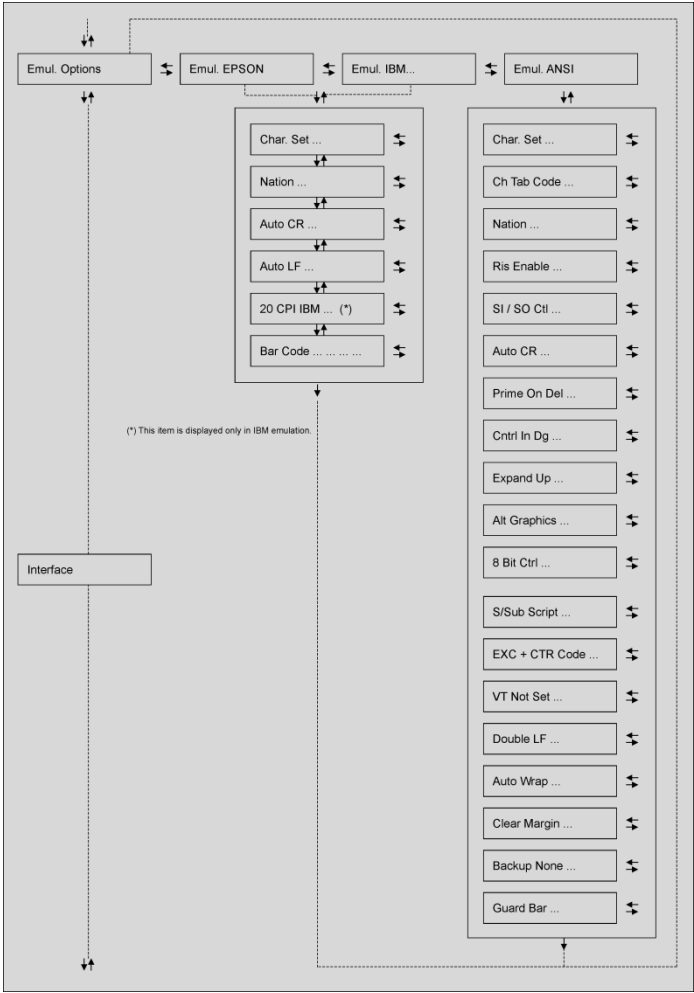 Emul. Options
Emul. EPSON
Emul. IBM...
Emul. ANSI
Char. Set ...
Nation ...
Auto CR ...
Auto LF ...
20 CPI IBM ... (*)
Bar Code ... ... ... ...
(*) This item is displayed only in IBM emulation.
Interface
Char. Set ...
Ch Tab Code ...
Nation ...
Ris Enable ...
SI / SO Ctl ...
Auto CR ...
Prime On Del ...
Cntrl In Dg ...
Expand Up ...
Alt Graphics ...
8 Bit Ctrl ...
S/Sub Script ...
EXC + CTR Code ...
VT Not Set ...
Double LF ...
Auto Wrap ...
Clear Margin ...
Backup None ...
Guard Bar ...